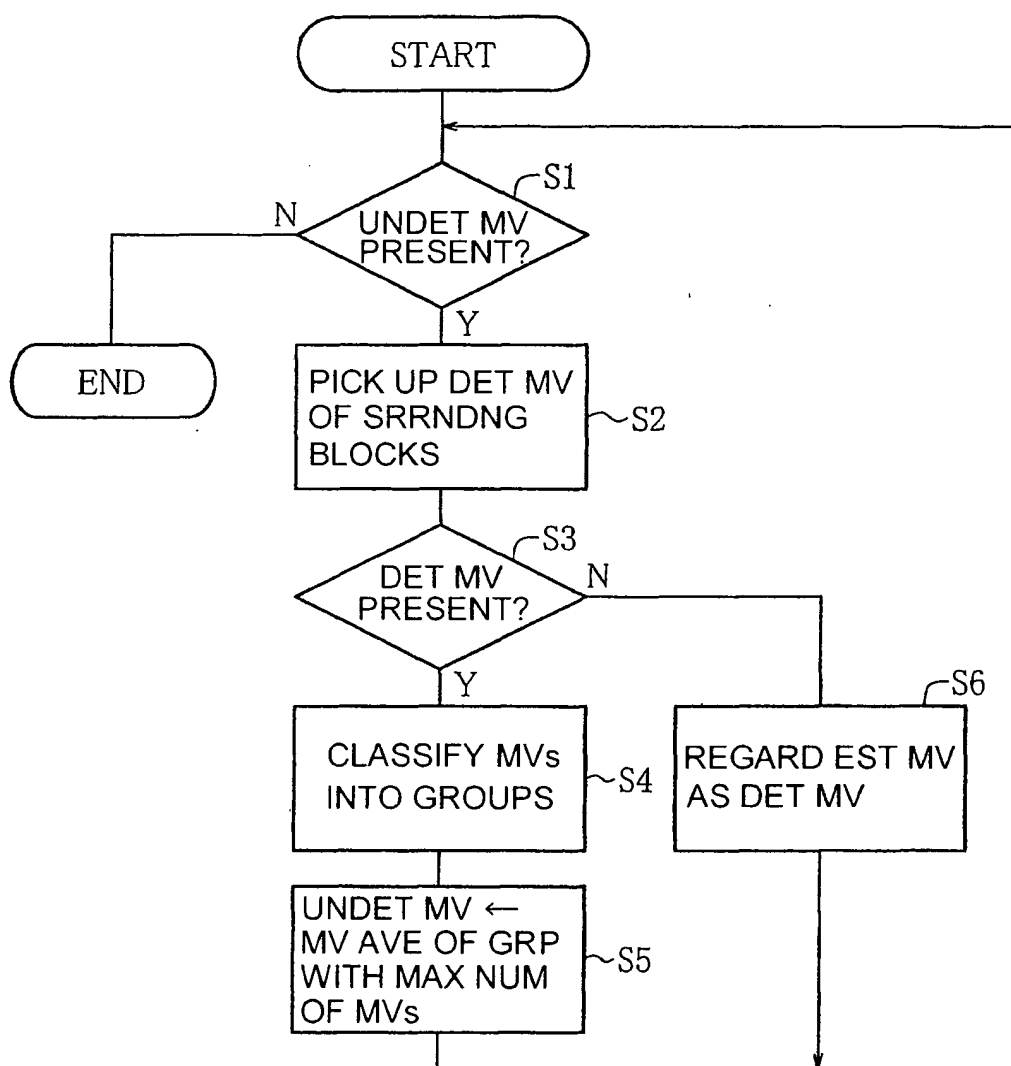 START
S1
N
UNDET MV
PRESENT?
Y
END
PICK UP DET MV
OF SRRNDNG
BLOCKS
S2
S3
DET MV
PRESENT?
N
Y
S6
CLASSIFY MVs
INTO GROUPS
S4
REGARD EST MV
AS DET MV
UNDET MV ←
MV AVE OF GRP
WITH MAX NUM
OF MVs
S5